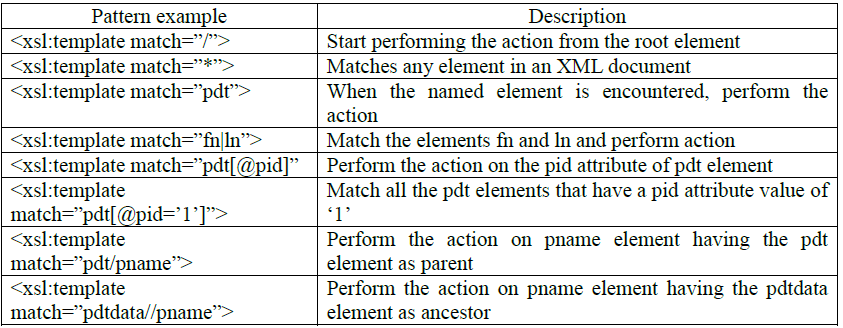 Pattern example Description
<xsl:template match=”/”> Start performing the action from the root element
<xsl:template match=”*”> Matches any element in an XML document
<xsl:template match=”pdt”> When the named element is encountered, perform the
action
<xsl:template match=”fn|ln”> Match the elements fn and ln and perform action
<xsl:template match=”pdt[@pid]” Perform the action on the pid attribute of pdt element
<xsl:template
match=”pdt[@pid=’1’]”>
Match all the pdt elements that have a pid attribute value of
‘1’
<xsl:template
match=”pdt/pname”>
Perform the action on pname element having the pdt
element as parent
<xsl:template
match=”pdtdata//pname”>
Perform the action on pname element having the pdtdata
element as ancestor